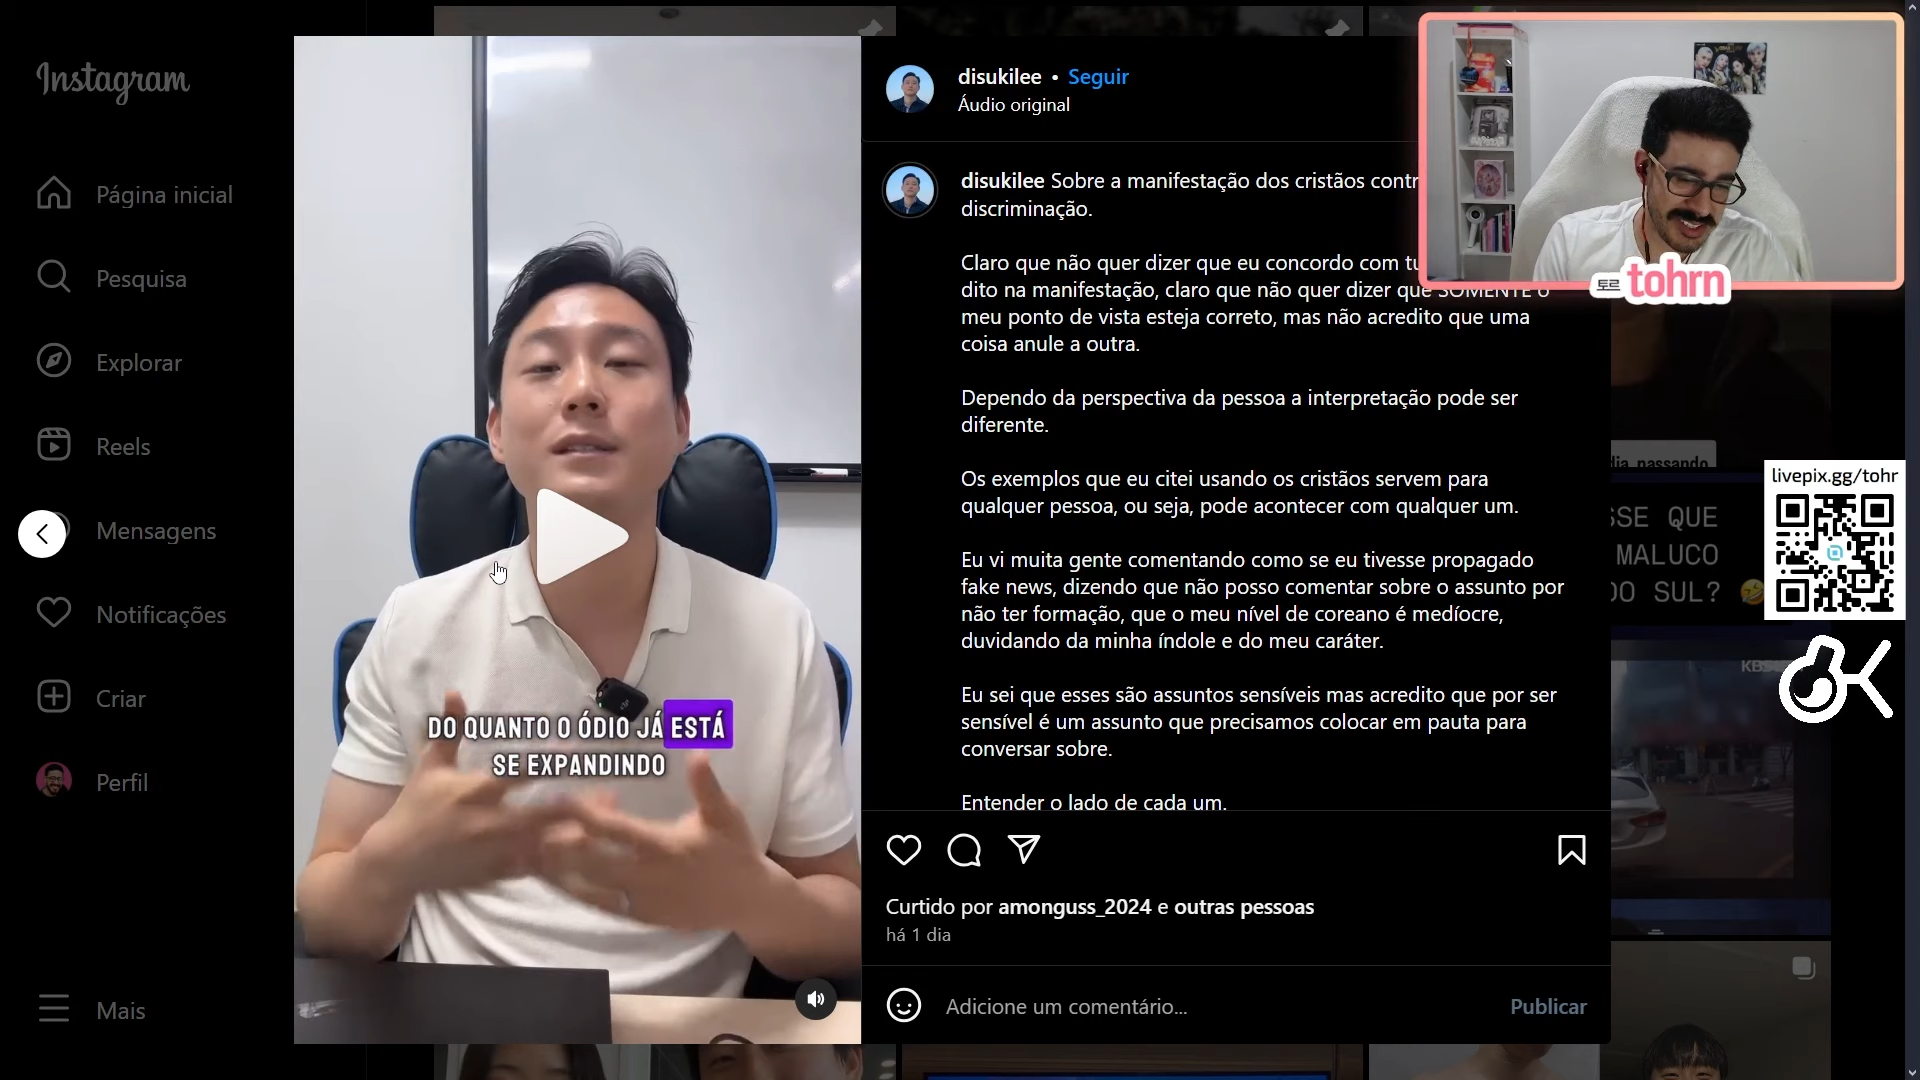 Instagram
Página inicial
Pesquisa
Explorar
Reels
Mensagens
Notificações
Criar
Perfil
Mais
DO QUANTO O ÓDIO JÁ ESTÁ
SE EXPANDINDO
disukilee • Seguir
Áudio original
disukilee Sobre a manifestação dos cristãos
discriminação.
Claro que não quer dizer que eu concordo com
dito na manifestação, claro que não quer dizer que SOMENTE o
meu ponto de vista esteja correto, mas não acredito que uma
coisa anule a outra.
Dependo da perspectiva da pessoa a interpretação pode ser
diferente.
Os exemplos que eu citei usando os cristãos servem para
qualquer pessoa, ou seja, pode acontecer com qualquer um.
Eu vi muita gente comentando como se eu tivesse propagado
fake news, dizendo que não posso comentar sobre o assunto por
não ter formação, que o meu nível de coreano é medíocre,
duvidando da minha índole e do meu caráter.
Eu sei que esses são assuntos sensíveis mas acredito que por ser
sensível é um assunto que precisamos colocar em pauta para
conversar sobre.
Entender o lado de cada um.
Curtido por amonguss_2024 e outras pessoas
há 1 dia
Adicione um comentário...
Publicar
토르 tohrn
passando
livepix.gg/tohr
QUE
MALUCO
SUL?
K